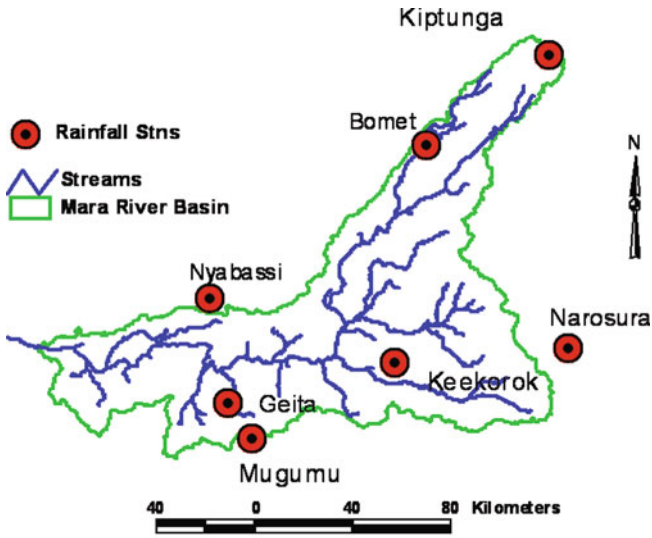 Kiptunga
Rainfall Stns
Bomet
N
Streams
Mara River Basin
Nyabassi
Narosura
Keekorok
Geita
Mugumu
40 0 40 80 Kilometers